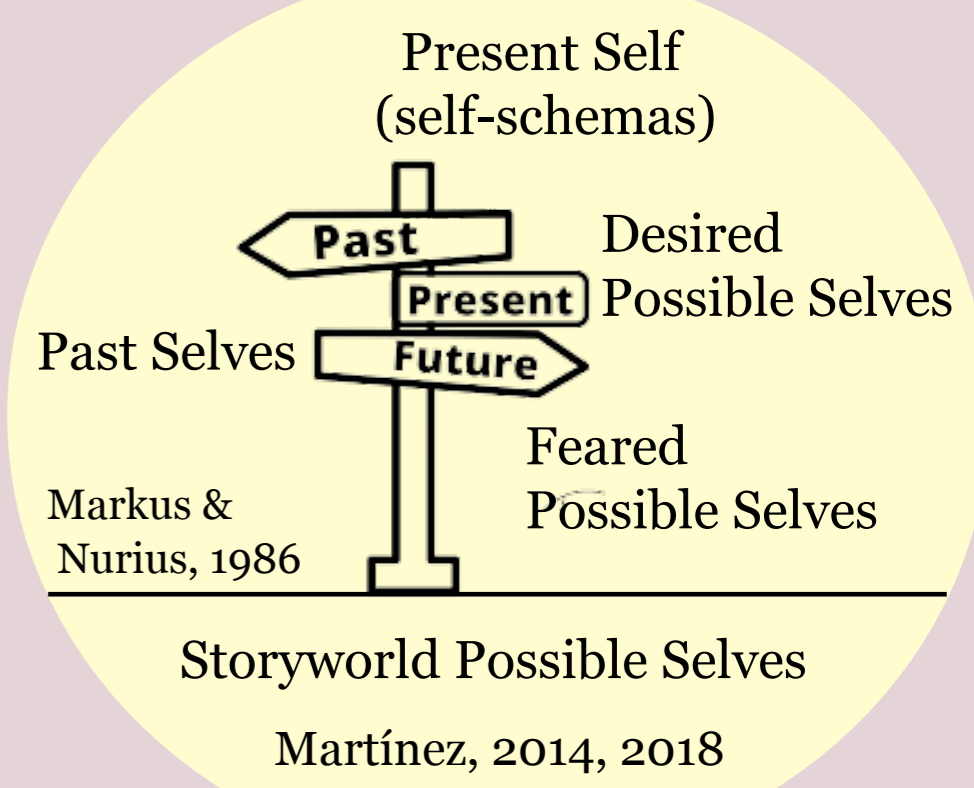 Present Self
(self-schemas)
Past
Desired
Present
Possible Selves
Past Selves
Future
Feared
Possible Selves
Markus &
Nurius, 1986
Storyworld Possible Selves
Martínez, 2014, 2018